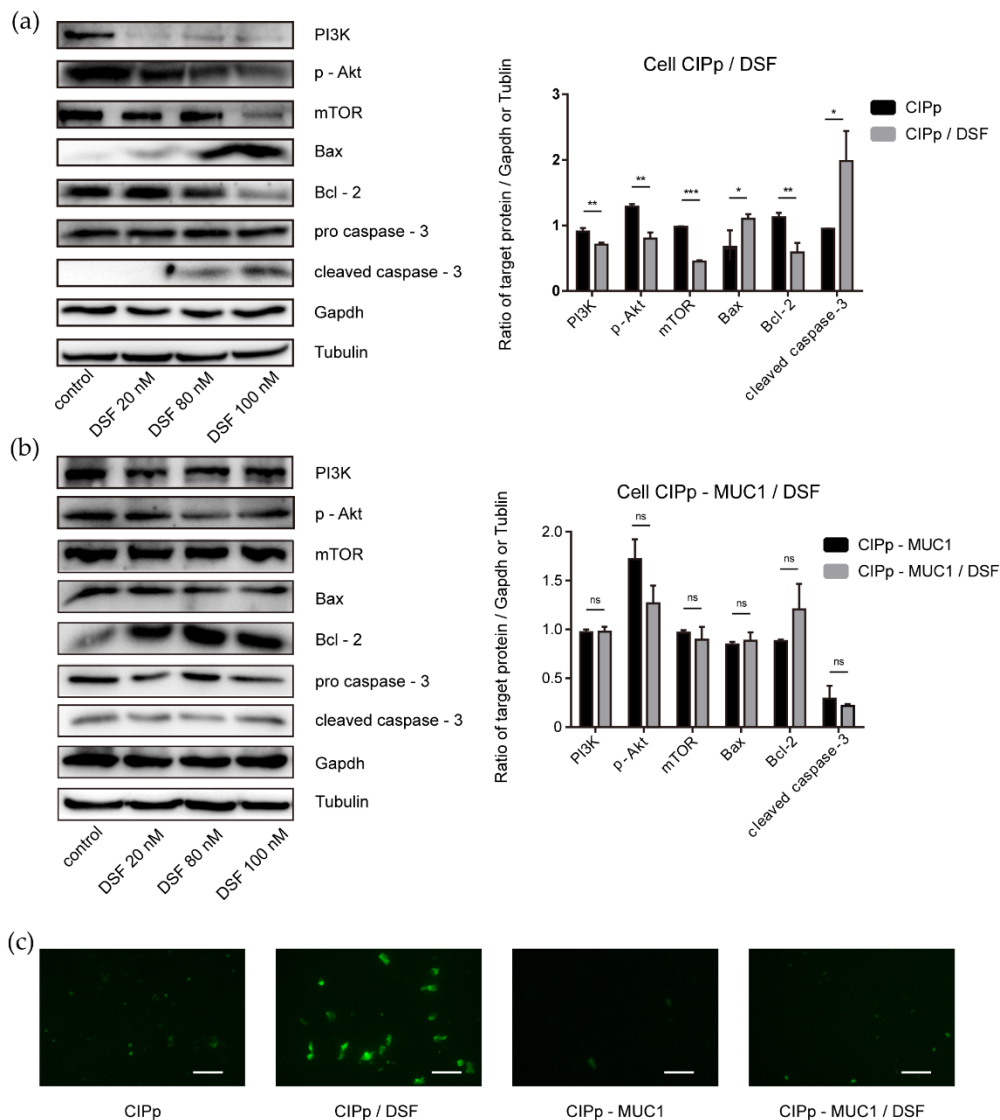 (a)
PI3K
p - Akt
mTOR
Bax
Bcl - 2
pro caspase - 3
cleaved caspase - 3
Gapdh
Tubulin
control
DSF 20 nM
DSF 80 nM
DSF 100 nM
Cell CIPp / DSF
Ratio of target protein / Gapdh or Tublin
3
2
1
0
**
**
***
*
**
*
PI3K
p-Akt
mTOR
Bax
Bcl-2
cleaved caspase-3
CIPp
CIPp / DSF
(b)
PI3K
p - Akt
mTOR
Bax
Bcl - 2
pro caspase - 3
cleaved caspase - 3
Gapdh
Tubulin
control
DSF 20 nM
DSF 80 nM
DSF 100 nM
Cell CIPp - MUC1 / DSF
Ratio of target protein / Gapdh or Tublin
2.0
1.5
1.0
0.5
0
ns
ns
ns
ns
ns
ns
PI3K
p-Akt
mTOR
Bax
Bcl-2
cleaved caspase-3
CIPp - MUC1
CIPp - MUC1 / DSF
(c)
CIPp
CIPp / DSF
CIPp - MUC1
CIPp - MUC1 / DSF